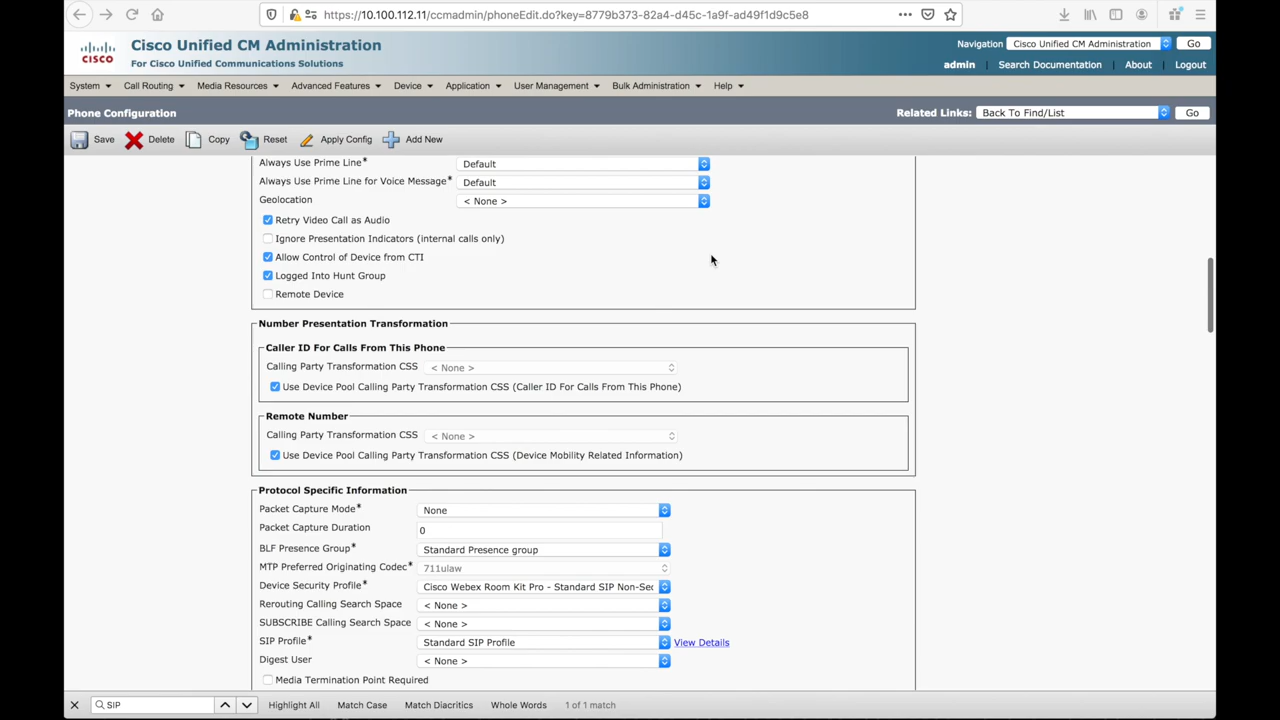 https://10.100.112.11/ccmadmin/phoneEdit.do?key=8779b373-82a4-d45c-1a9f-ad49f1d9c5e8
CISCO
Cisco Unified CM Administration
For Cisco Unified Communications Solutions
Navigation Cisco Unified CM Administration Go
admin | Search Documentation | About | Logout
System Call Routing Media Resources Advanced Features Device Application User Management Bulk Administration Help
Phone Configuration Related Links: Back To Find/List Go
Save Delete Copy Reset Apply Config Add New
Always Use Prime Line* Default
Always Use Prime Line for Voice Message* Default
Geolocation < None >
Retry Video Call as Audio
Ignore Presentation Indicators (internal calls only)
Allow Control of Device from CTI
Logged Into Hunt Group
Remote Device
Number Presentation Transformation
Caller ID For Calls From This Phone
Calling Party Transformation CSS < None >
Use Device Pool Calling Party Transformation CSS (Caller ID For Calls From This Phone)
Remote Number
Calling Party Transformation CSS < None >
Use Device Pool Calling Party Transformation CSS (Device Mobility Related Information)
Protocol Specific Information
Packet Capture Mode* None
Packet Capture Duration 0
BLF Presence Group* Standard Presence group
MTP Preferred Originating Codec* 711ulaw
Device Security Profile* Cisco Webex Room Kit Pro - Standard SIP Non-Sec
Rerouting Calling Search Space < None >
SUBSCRIBE Calling Search Space < None >
SIP Profile* Standard SIP Profile View Details
Digest User < None >
Media Termination Point Required
SIP Highlight All Match Case Match Diacritics Whole Words 1 of 1 match